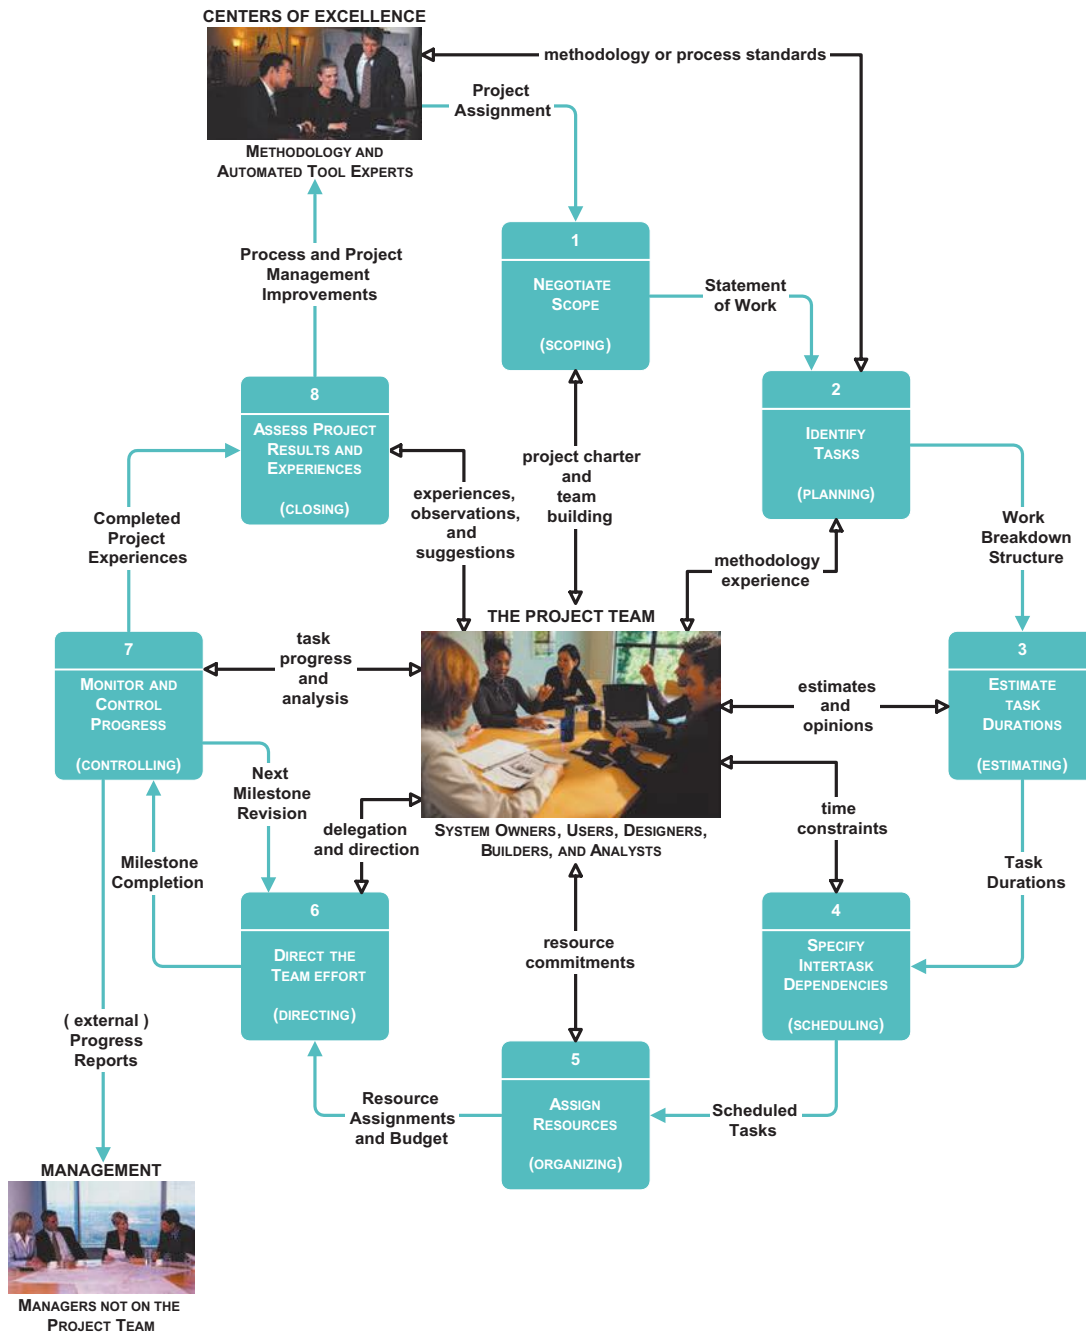 CENTERS OF EXCELLENCE
methodology or process standards
Project
Assignment
METHODOLOGY AND
AUTOMATED TOOL EXPERTS
1
NEGOTIATE
SCOPE
(SCOPING)
Process and Project
Management
Improvements
Statement
of Work
2
IDENTIFY
TASKS
(PLANNING)
8
ASSESS PROJECT
RESULTS AND
EXPERIENCES
(CLOSING)
project charter
and
team
building
experiences,
observations,
and
suggestions
Completed
Project
Experiences
Work
Breakdown
Structure
methodology
experience
THE PROJECT TEAM
7
MONITOR AND
CONTROL
PROGRESS
(CONTROLLING)
task
progress
and
analysis
3
ESTIMATE
TASK
DURATIONS
(ESTIMATING)
estimates
and
opinions
Next
Milestone
Revision
time
constraints
delegation
and direction
SYSTEM OWNERS, USERS, DESIGNERS,
BUILDERS, AND ANALYSTS
Milestone
Completion
Task
Durations
6
DIRECT THE
TEAM EFFORT
(DIRECTING)
resource
commitments
4
SPECIFY
INTERTASK
DEPENDENCIES
(SCHEDULING)
( external )
Progress
Reports
5
ASSIGN
RESOURCES
(ORGANIZING)
Resource
Assignments
and Budget
Scheduled
Tasks
MANAGEMENT
MANAGERS NOT ON THE
PROJECT TEAM